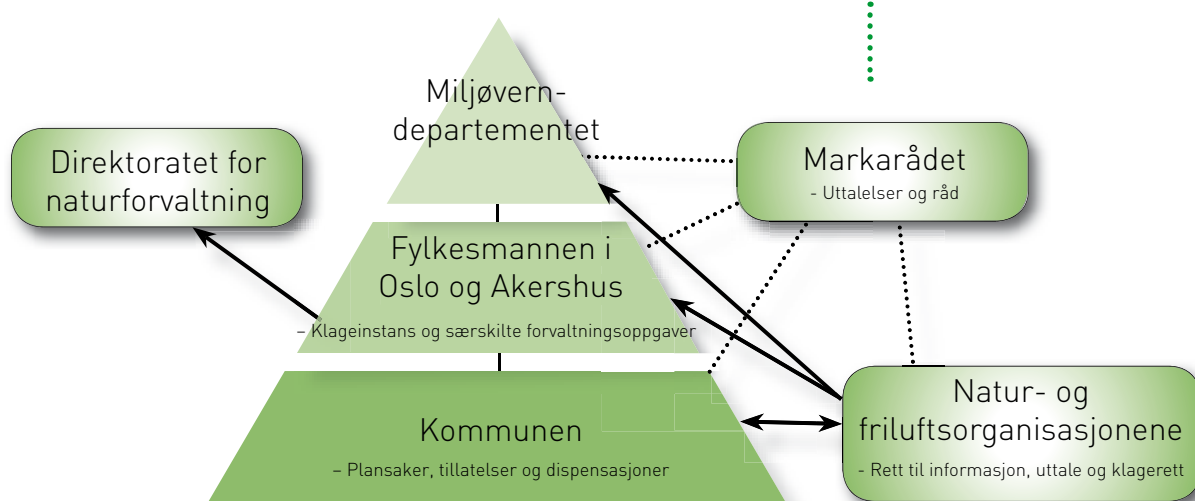 Miljøvern-
departementet
Direktoratet for
naturforvaltning
Markarådet
- Uttalelser og råd
Fylkesmannen i
Oslo og Akershus
– Klageinstans og særskilte forvaltningsoppgaver
Kommunen
– Plansaker, tillatelser og dispensasjoner
Natur- og
friluftsorganisasjonene
- Rett til informasjon, uttale og klagerett